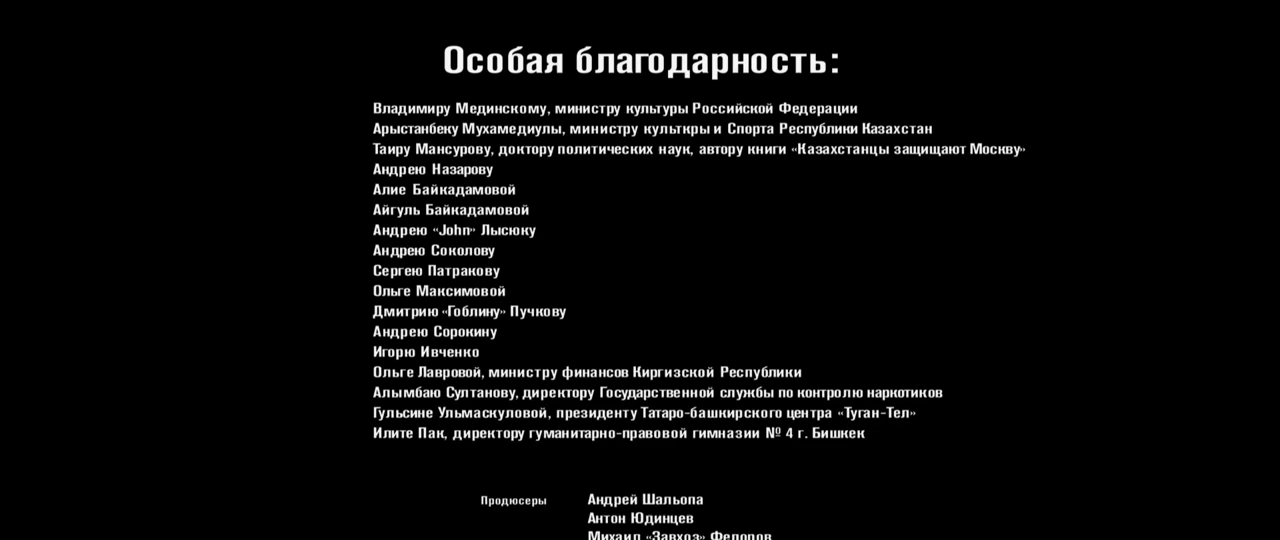 Особая благодарность:
Владимиру Мединскому, министру культуры Российской Федерации
Арыстанбеку Мухамедиулы, министру культкры и Спорта Республики Казахстан
Таиру Мансурову, доктору политических наук, автору книги «Казахстанцы защищают Москву»
Андрею Назарову
Алие Байкадамовой
Айгуль Байкадамовой
Андрею «John» Лысюку
Андрею Соколову
Сергею Патракову
Ольге Максимовой
Дмитрию «Гоблину» Пучкову
Андрею Сорокину
Игорю Ивченко
Ольге Лавровой, министру финансов Киргизской Республики
Алымбаю Султанову, директору Государственной службы по контролю наркотиков
Гульсине Ульмаскуловой, президенту Татаро-башкирского центра «Туган-Тел»
Илите Пак, директору гуманитарно-правовой гимназии № 4 г. Бишкек
Продюсеры Андрей Шальопа
Антон Юдинцев
Михаил «Завхоз» Федоров